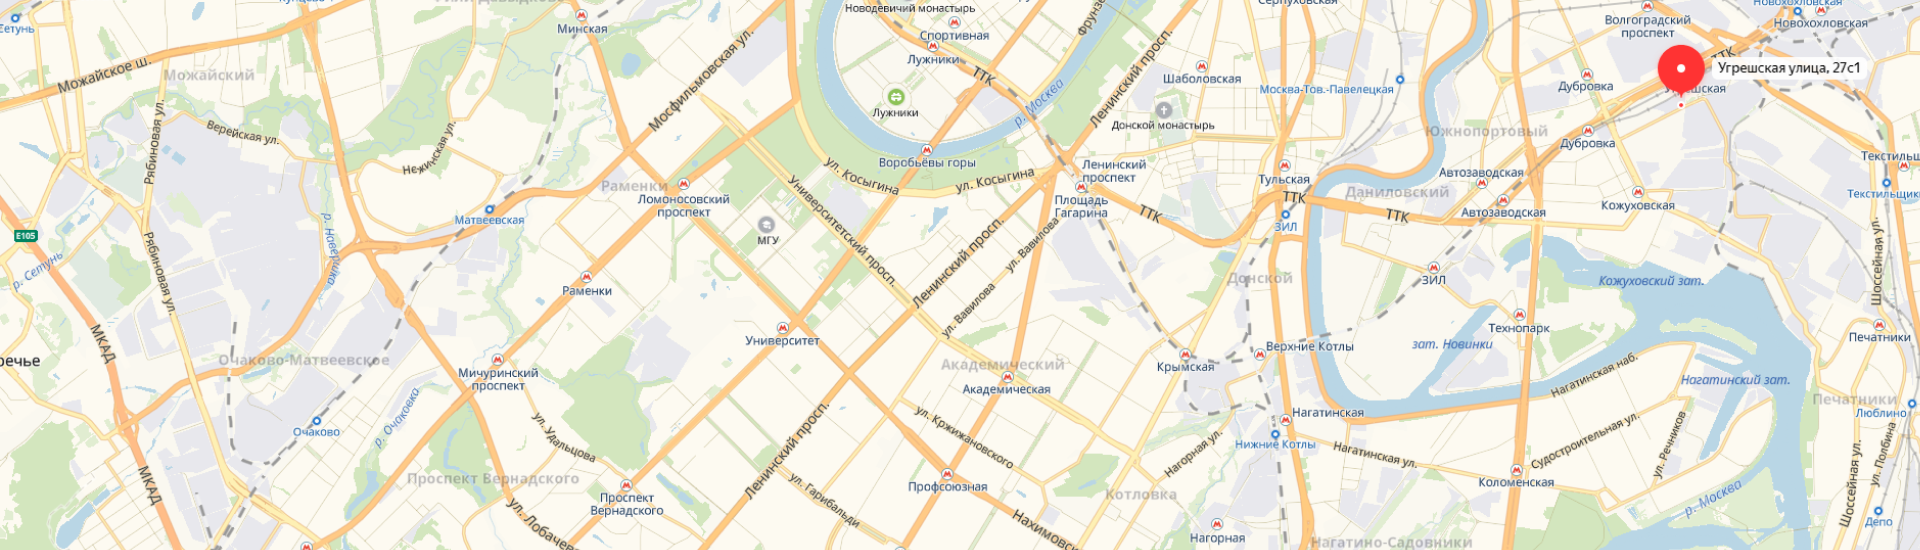 Новодевичий монастырь
Серпуховская
Новохохловская
Сетунь
Минская
Спортивная
Фрунзе
Волгоградский
проспект
Новохохловская
Можайское ш.
Можайский
Мосфильмовская ул.
Лужники
ТТК
Ленинский просп.
Шаболовская
ТТК
Угрешская улица, 27с1
Лужники
р. Москва
Москва-Тов.-Павелецкая
Дубровка
Рябиновая ул.
Верейская ул.
Нежинская ул.
Донской монастырь
Южнопортовый
Дубровка
Воробьёвы горы
Ленинский
проспект
Тульская
Автозаводская
Текстильщ
Раменки
Ломоносовский
проспект
ул. Косыгина
ул. Косыгина
Площадь
Гагарина
ТТК
ТТК
Даниловский
ТТК
Автозаводская
Кожуховская
Текстильщики
Матвеевская
МГУ
Университетский просп.
ЗИЛ
E105
р. Сетунь
Рябиновая ул.
Ленинский просп.
ул. Вавилова
Донской
ЗИЛ
Кожуховский зат.
Шоссейная ул.
Раменки
ул. Вавилова
МКАД
Университет
Технопарк
Печатники
речье
Очаково-Матвеевское
Мичуринский
проспект
Академический
Академическая
Крымская
Верхние Котлы
зат. Новинки
Нагатинская наб.
Нагатинский зат.
Печатники
Люблино
Очаково
р. Очаковка
ул. Удальцова
Ленинский просп.
ул. Кржижановского
Нагорная ул.
Нагатинская
Нижние Котлы
Нагатинская ул.
Судостроительная ул.
ул. Речников
ул. Полбина
МКАД
Проспект Вернадского
Проспект
Вернадского
ул. Гарибальди
Профсоюзная
Котловка
Коломенская
р. Москва
Шоссейная ул.
ул. Лобачевс
Нахимовс
Нагорная
Нагатино-Садовники
Депо